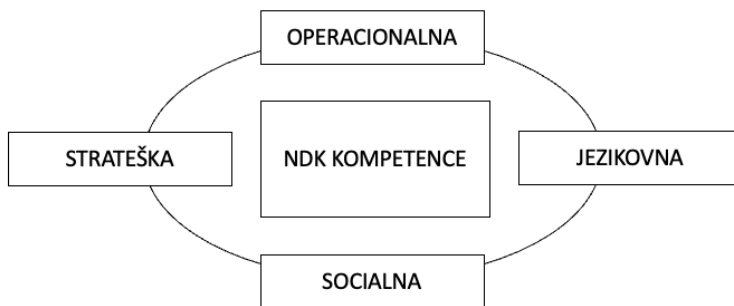 OPERACIONALNA
STRATEŠKA
NDK KOMPETENCE
JEZIKOVNA
SOCIALNA